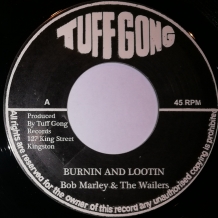 TUFF GONG
A
45 RPM
Produced
By Tuff Gong
Records
127 King Street
Kingston
BURNIN AND LOOTIN
Bob Marley & The Wailers
All rights are reserved for the owner of this record and any unauthorised copying is prohibited